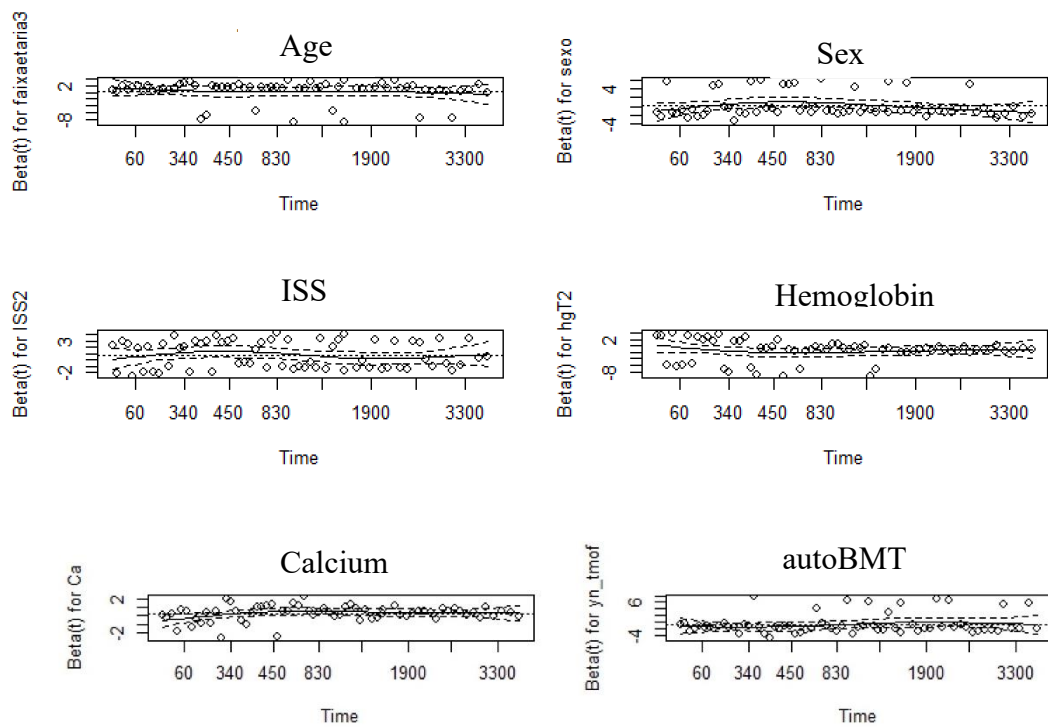 Age
Beta(t) for faixaetaria3
2
-8
60 340 450 830 1900 3300
Time
Sex
Beta(t) for sexo
4
-4
60 340 450 830 1900 3300
Time
ISS
Beta(t) for ISS2
3
-2
60 340 450 830 1900 3300
Time
Hemoglobin
Beta(t) for hgT2
2
-8
60 340 450 830 1900 3300
Time
Calcium
Beta(t) for Ca
2
-2
60 340 450 830 1900 3300
Time
autoBMT
Beta(t) for yn_tmof
6
-4
60 340 450 830 1900 3300
Time